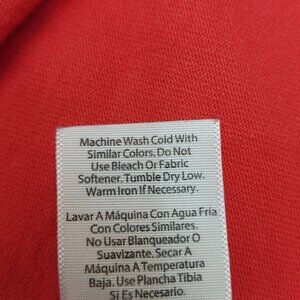 Machine Wash Cold With
Similar Colors. Do Not
Use Bleach Or Fabric
Softener. Tumble Dry Low.
Warm Iron If Necessary.
Lavar A Máquina Con Agua Fría
Con Colores Similares.
No Usar Blanqueador O
Suavizante. Secar A
Máquina A Temperatura
Baja. Use Plancha Tibia
Si Es Necesario.